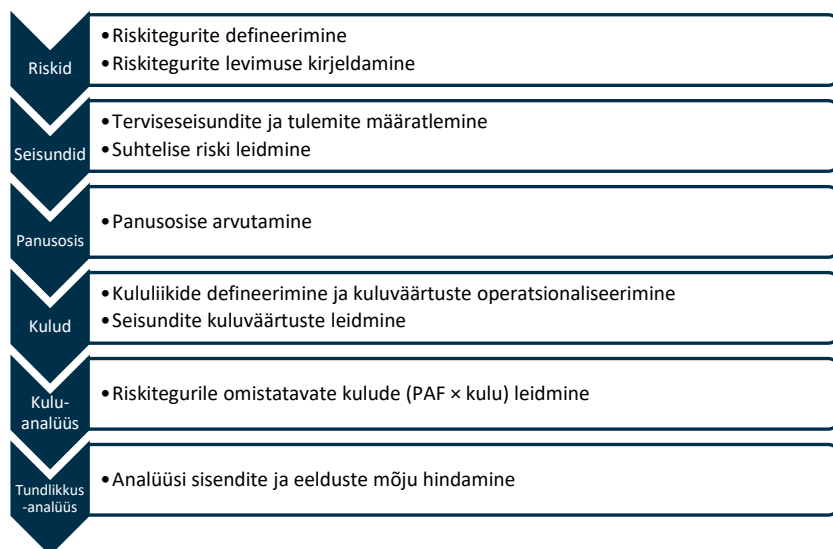 Riskid
•Riskitegurite defineerimine
•Riskitegurite levimuse kirjeldamine
Seisundid
•Terviseseisundite ja tulemite määratlemine
•Suhtelise riski leidmine
Panusosis
•Panusosise arvutamine
Kulud
•Kululiikide defineerimine ja kuluväärtuste operatsionaliseerimine
•Seisundite kuluväärtuste leidmine
Kulu-
analüüs
•Riskitegurile omistatavate kulude (PAF × kulu) leidmine
Tundlikkus
-analüüs
•Analüüsi sisendite ja eelduste mõju hindamine